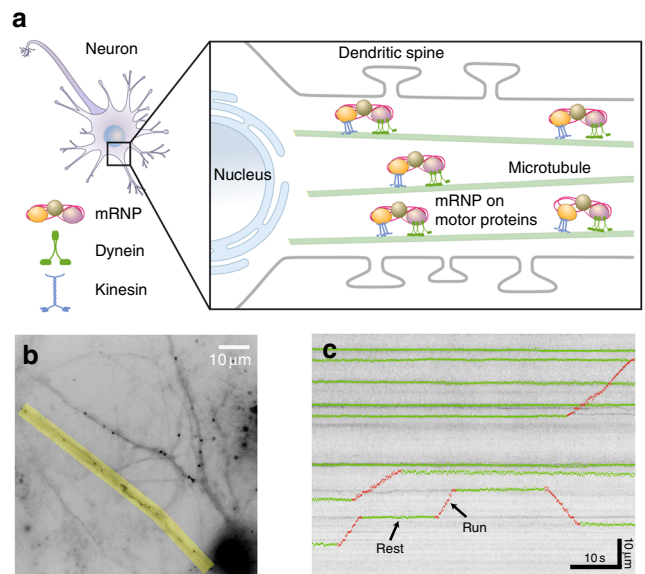 a
Neuron
Dendritic spine
Nucleus
Microtubule
mRNP on
motor proteins
mRNP
Dynein
Kinesin
b
10 µm
c
Run
Rest
10 s
10 µm